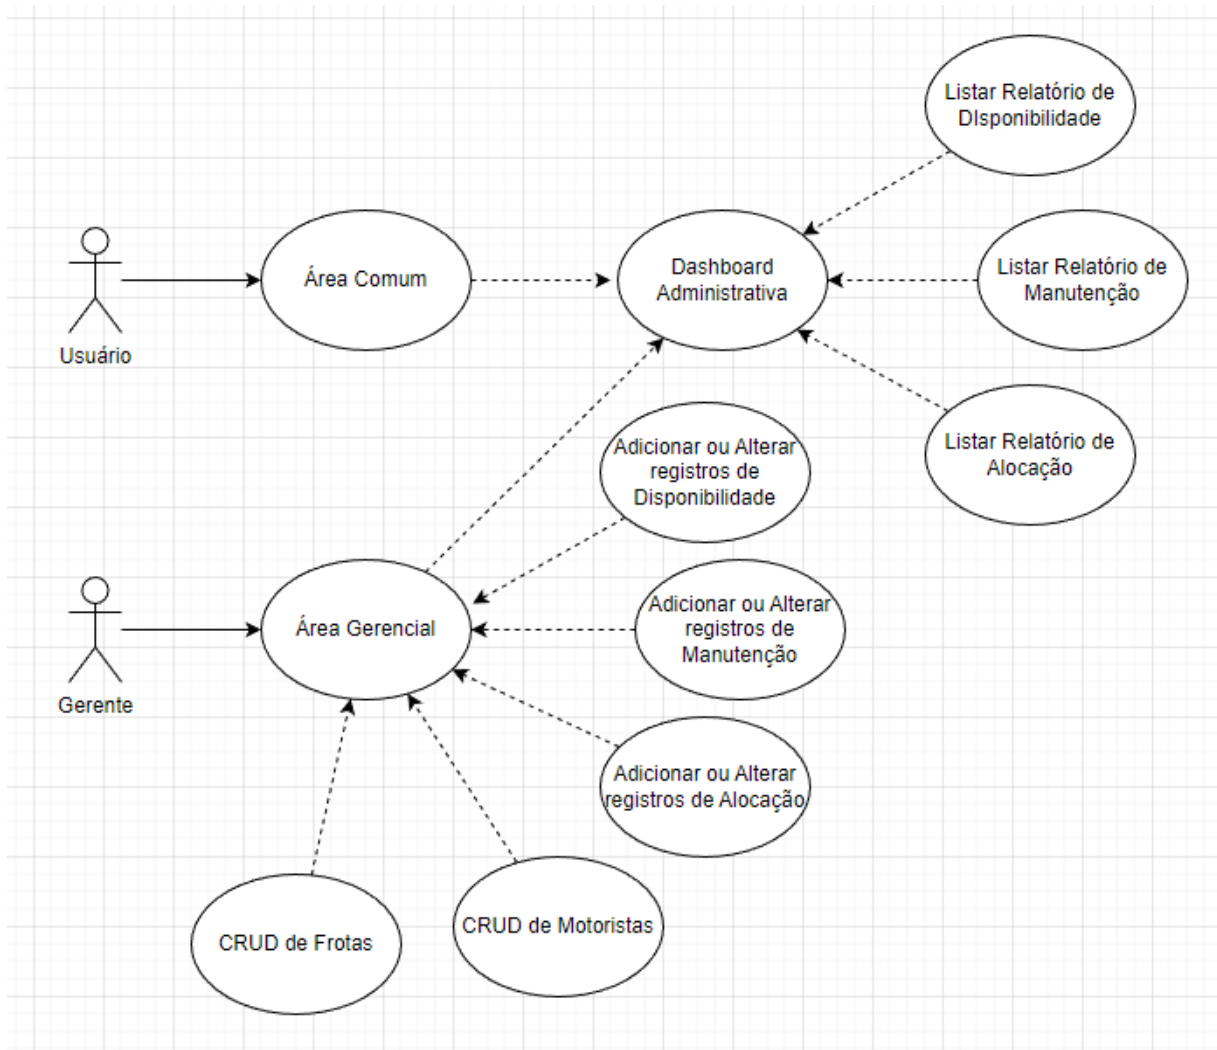 Listar Relatório de
DIsponibilidade
Área Comum
Dashboard
Administrativa
Listar Relatório de
Manutenção
Usuário
Listar Relatório de
Alocação
Adicionar ou Alterar
registros de
Disponibilidade
Área Gerencial
Adicionar ou Alterar
registros de
Manutenção
Gerente
Adicionar ou Alterar
registros de Alocação
CRUD de Frotas
CRUD de Motoristas